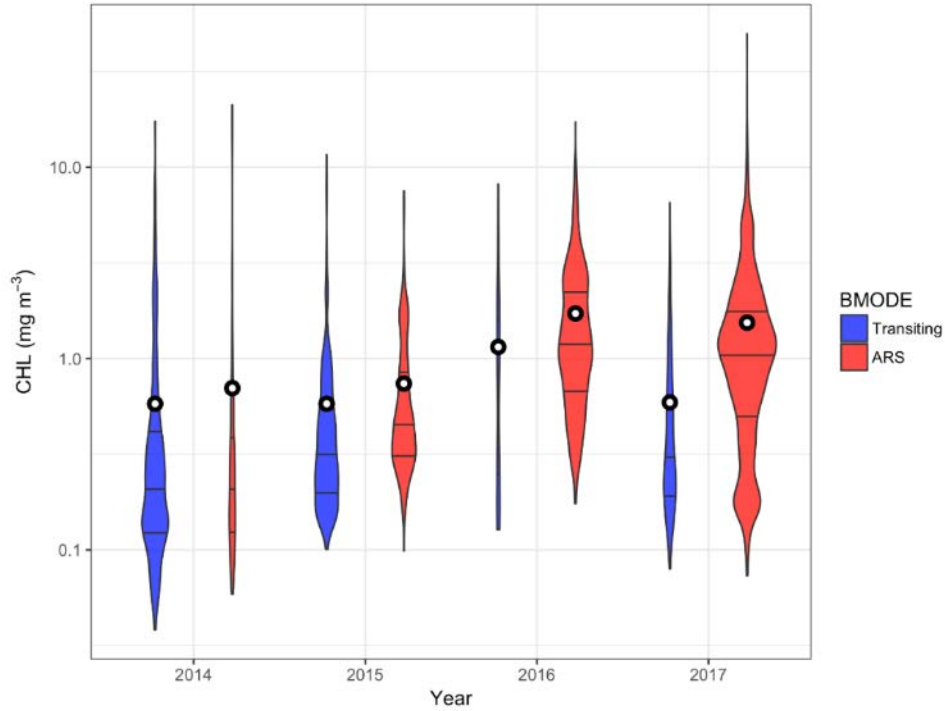 10.0
1.0
0.1
CHL (mg m⁻³)
2014 2015 2016 2017
Year
BMODE
Transiting
ARS